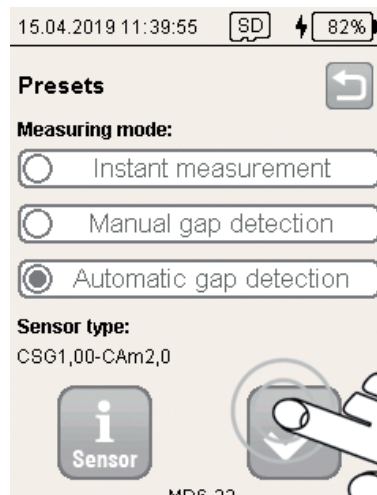 15.04.2019 11:39:55 SD 82%
Presets
Measuring mode:
Instant measurement
Manual gap detection
Automatic gap detection
Sensor type:
CSG1,00-CAm2,0
i
Sensor